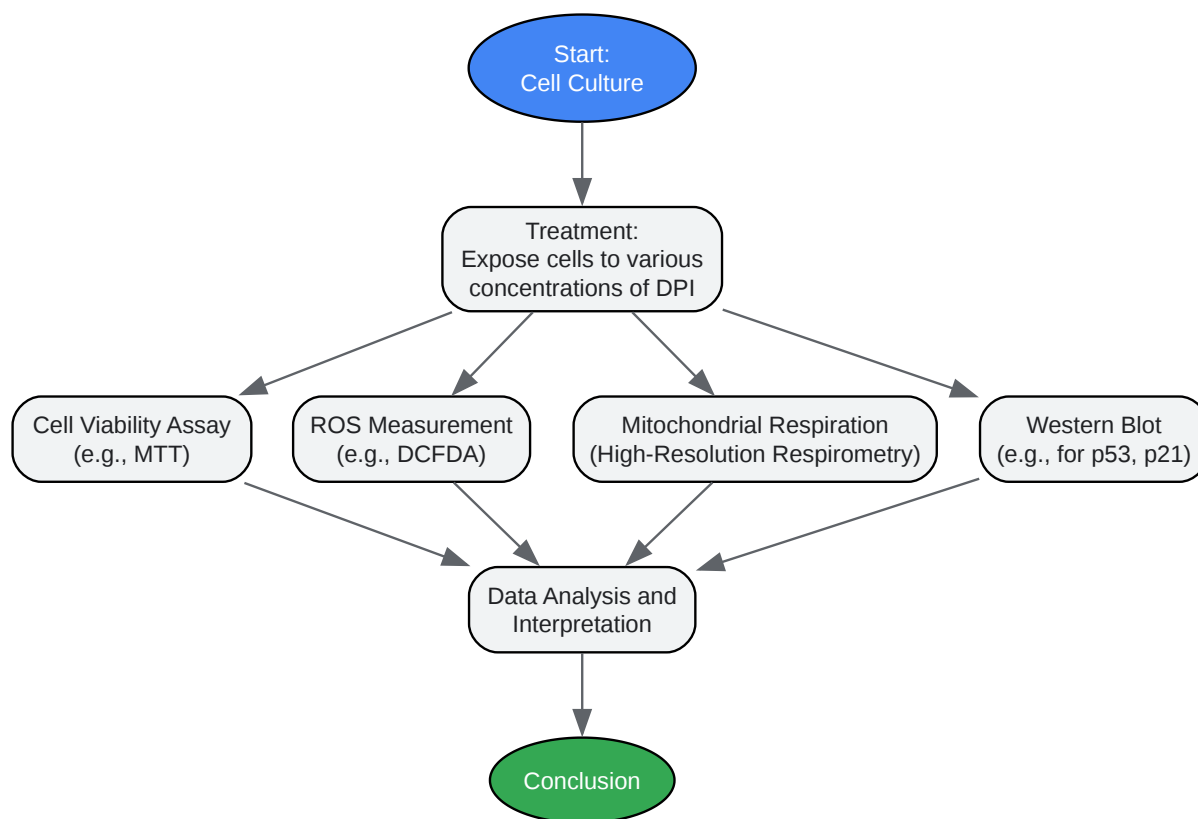 Start:
Cell Culture
Treatment:
Expose cells to various
concentrations of DPI
Cell Viability Assay
(e.g., MTT)
ROS Measurement
(e.g., DCFDA)
Mitochondrial Respiration
(High-Resolution Respirometry)
Western Blot
(e.g., for p53, p21)
Data Analysis and
Interpretation
Conclusion